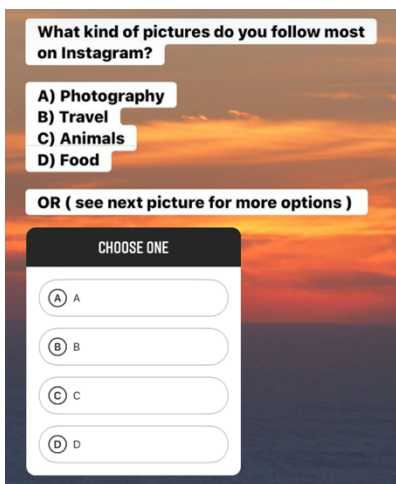 What kind of pictures do you follow most
on Instagram?
A) Photography
B) Travel
C) Animals
D) Food
OR ( see next picture for more options )
CHOOSE ONE
A A
B B
C C
D D